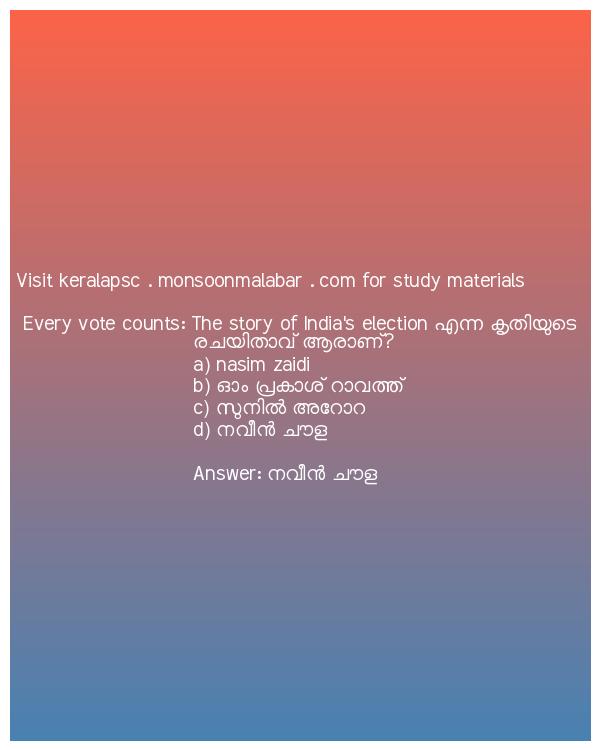 Visit keralapsc . monsoonmalabar . com for study materials
Every vote counts: The story of India's election എന്ന കൃതിയുടെ
രചയിതാവ് ആരാണ്?
a) nasim zaidi
b) ഓം പ്രകാശ് റാവത്ത്
c) സുനിൽ അറോറ
d) നവീൻ ചൗള
Answer: നവീൻ ചൗള